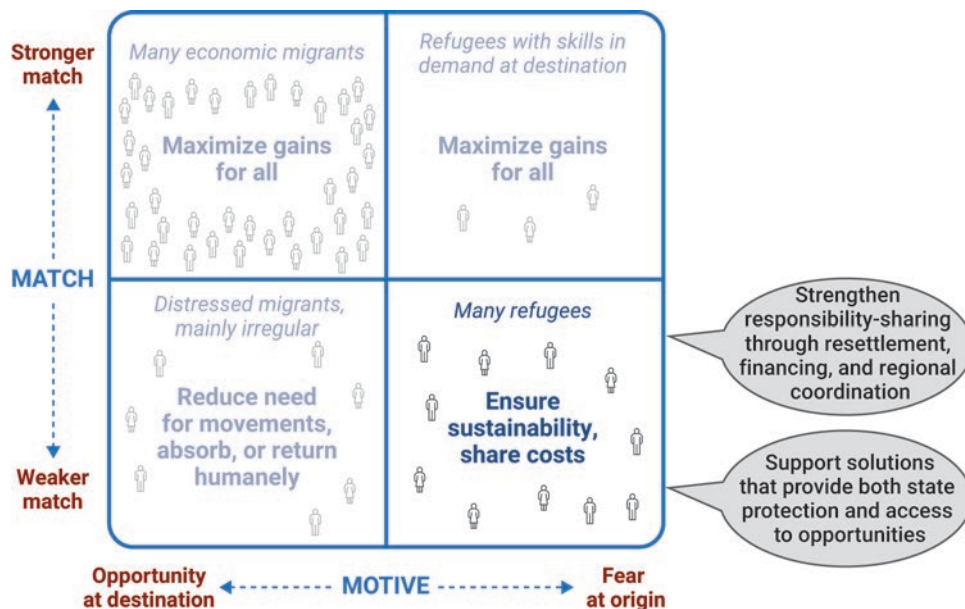 Stronger
match
MATCH
Weaker
match
Many economic migrants
Maximize gains
for all
Refugees with skills in
demand at destination
Maximize gains
for all
Distressed migrants,
mainly irregular
Reduce need
for movements,
absorb, or return
humanely
Many refugees
Ensure
sustainability,
share costs
Strengthen
responsibility-sharing
through resettlement,
financing, and regional
coordination
Support solutions
that provide both state
protection and access
to opportunities
Opportunity
at destination
MOTIVE
Fear
at origin